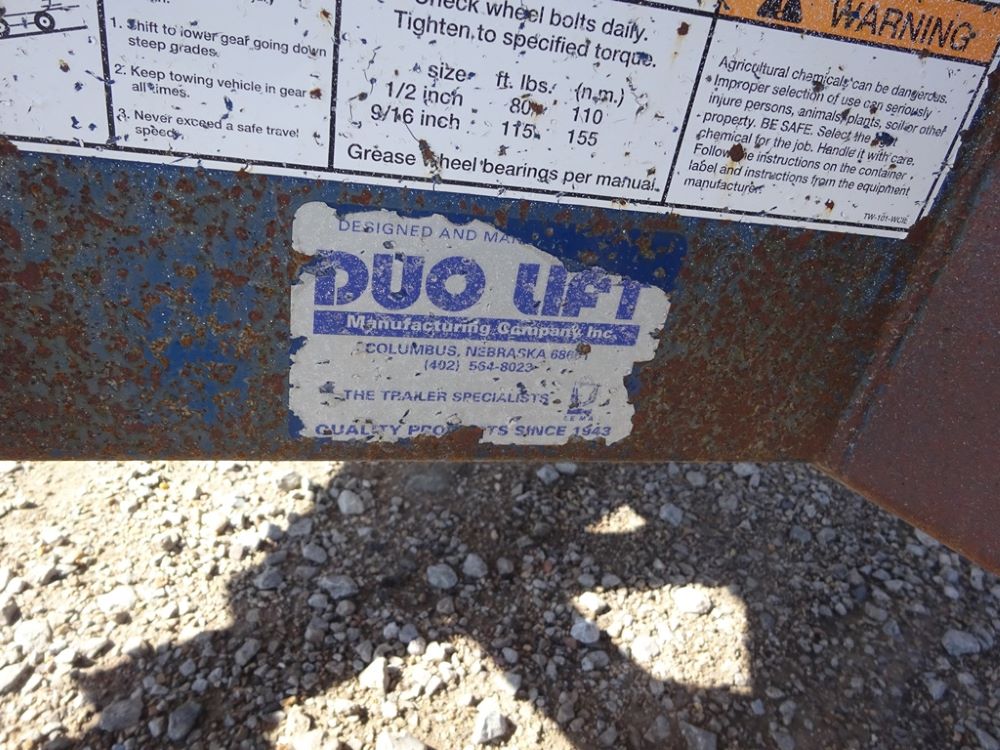 1. Shift to lower gear going down
steep grades.
2. Keep towing vehicle in gear at
all times.
3. Never exceed a safe travel
speed.
Check wheel bolts daily.
Tighten to specified torque.
size ft. lbs. (n.m.)
1/2 inch 80 110
9/16 inch 115 155
Grease wheel bearings per manual.
WARNING
Agricultural chemicals can be dangerous.
Improper selection of use can seriously
injure persons, animals, plants, soil or other
property. BE SAFE. Select the
chemical for the job. Handle it with care.
Follow the instructions on the container
label and instructions from the equipment
manufacturer.
TW-101-WCIE
DESIGNED AND
DUO LIFT
Manufacturing Company Inc.
COLUMBUS, NEBRASKA
(402) 564-8023
THE TRAILER SPECIALISTS
QUALITY PRODUCTS SINCE 1943